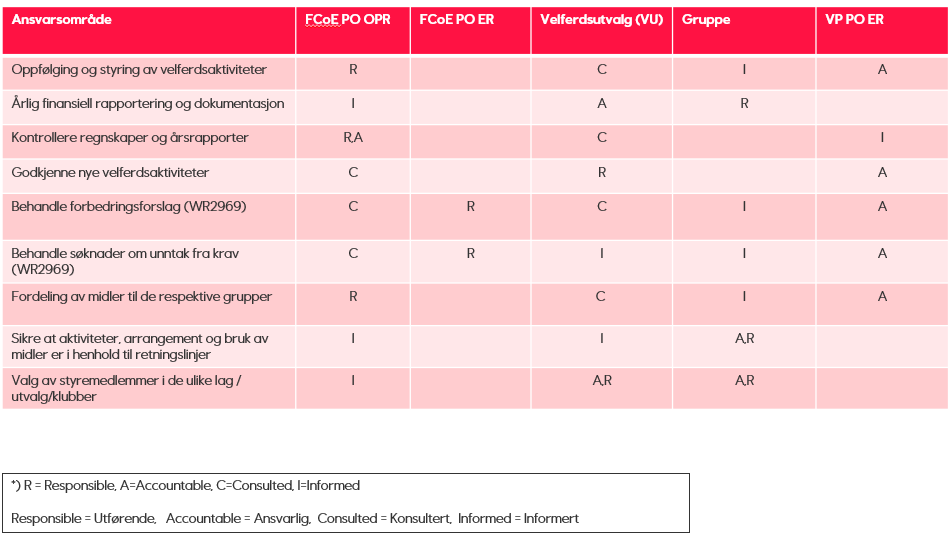 Ansvarsområde FCoE PO OPR FCoE PO ER Velferdsutvalg (VU) Gruppe VP PO ER
Oppfølging og styring av velferdsaktiviteter R C I A
Årlig finansiell rapportering og dokumentasjon I A R
Kontrollere regnskaper og årsrapporter R,A C I
Godkjenne nye velferdsaktiviteter C R A
Behandle forbedringsforslag (WR2969) C R C I A
Behandle søknader om unntak fra krav C R I I A
(WR2969)
Fordeling av midler til de respektive grupper R C I A
Sikre at aktiviteter, arrangement og bruk av I I A,R
midler er i henhold til retningslinjer
Valg av styremedlemmer i de ulike lag / I A,R A,R
utvalg/klubber
*) R = Responsible, A=Accountable, C=Consulted, I=Informed
Responsible = Utførende, Accountable = Ansvarlig, Consulted = Konsultert, Informed = Informert